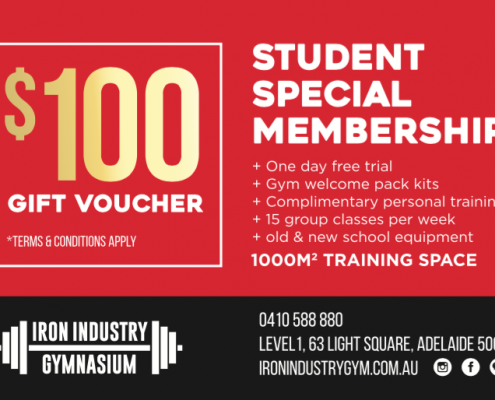 $100
GIFT VOUCHER
*TERMS & CONDITIONS APPLY
STUDENT
SPECIAL
MEMBERSHIP
+ One day free trial
+ Gym welcome pack kits
+ Complimentary personal trainin
+ 15 group classes per week
+ old & new school equipment
1000M² TRAINING SPACE
IRON INDUSTRY
GYMNASIUM
0410 588 880
LEVEL 1, 63 LIGHT SQUARE, ADELAIDE 500
IRONINDUSTRYGYM.COM.AU